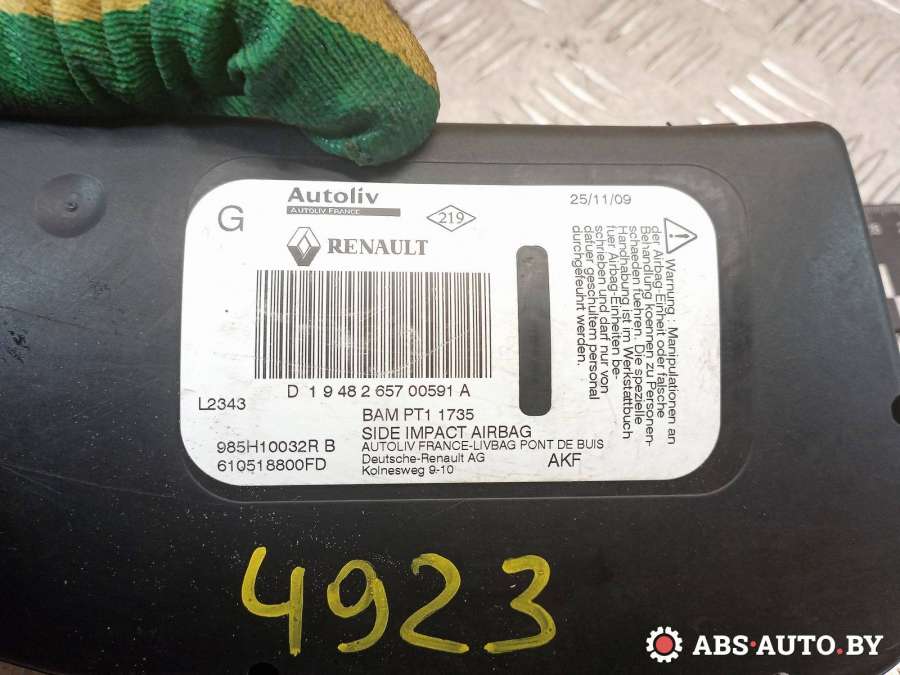 G
Autoliv
AUTOLIV FRANCE
219
25/11/09
RENAULT
D 1 9 48 2 657 00591 A
L2343
BAM PT1 1735
SIDE IMPACT AIRBAG
985H10032R B
AUTOLIV FRANCE-LIVBAG PONT DE BUIS
610518800FD
Deutsche-Renault AG
AKF
Kolnesweg 9-10
Warnung : Manipulationen an
der Airbag-Einheit oder falsche
Behandlung koennen zu Personen-
schaeden fuehren. Die spezielle
Handhabung ist im Werkstattbuch
fuer Airbag-Einheiten be-
schrieben und darf nur von
dafuer geschultem personal
durchgefeuhrt werden.
4923
ABS-AUTO.BY